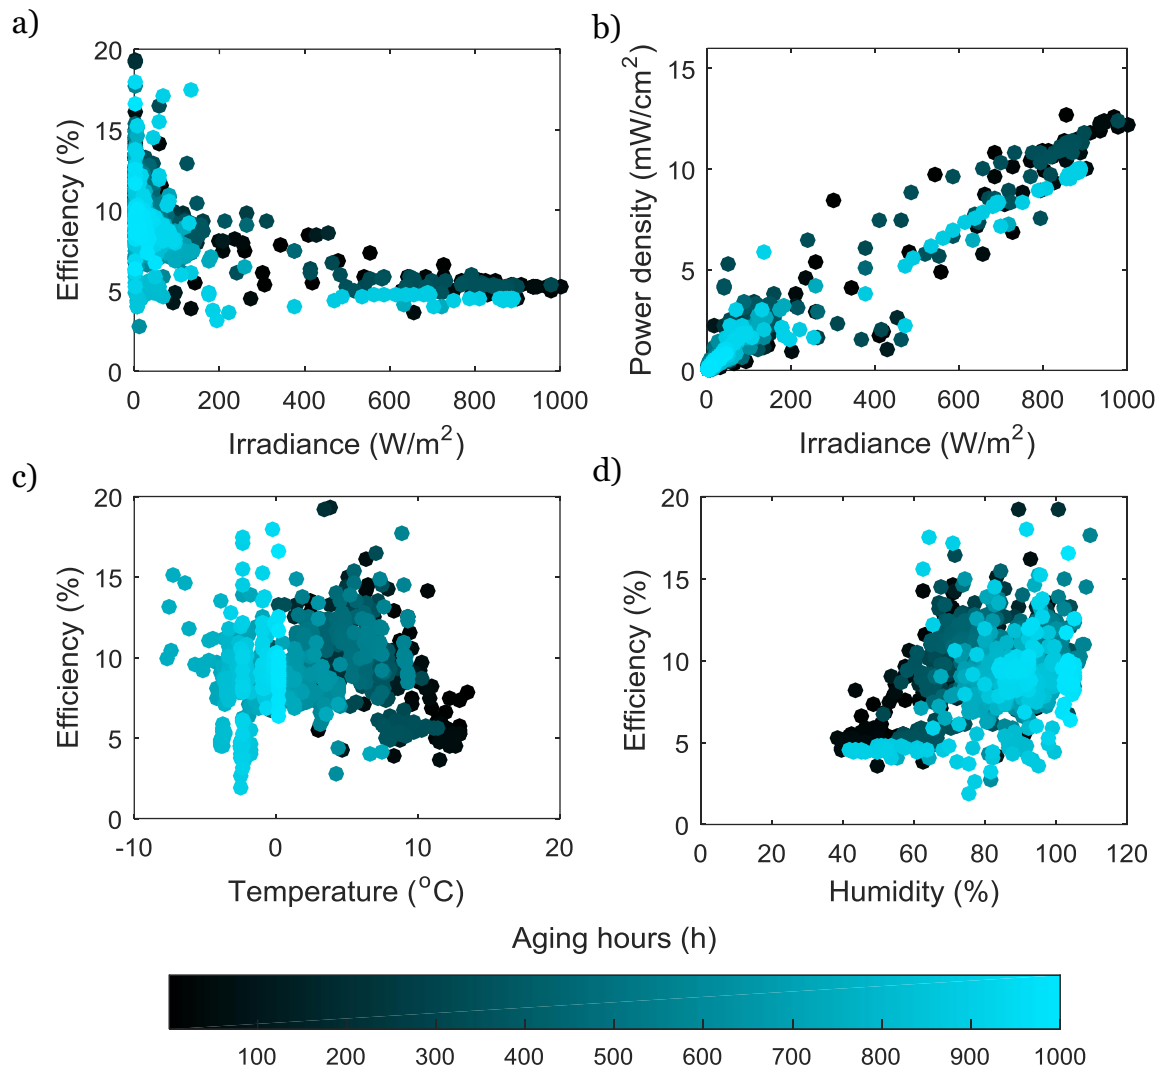 a)
20
15
10
5
0
Efficiency (%)
0 200 400 600 800 1000
Irradiance (W/m²)
b)
15
10
5
0
Power density (mW/cm²)
0 200 400 600 800 1000
Irradiance (W/m²)
c)
20
15
10
5
0
Efficiency (%)
-10 0 10 20
Temperature (°C)
d)
20
15
10
5
0
Efficiency (%)
0 20 40 60 80 100 120
Humidity (%)
Aging hours (h)
100 200 300 400 500 600 700 800 900 1000